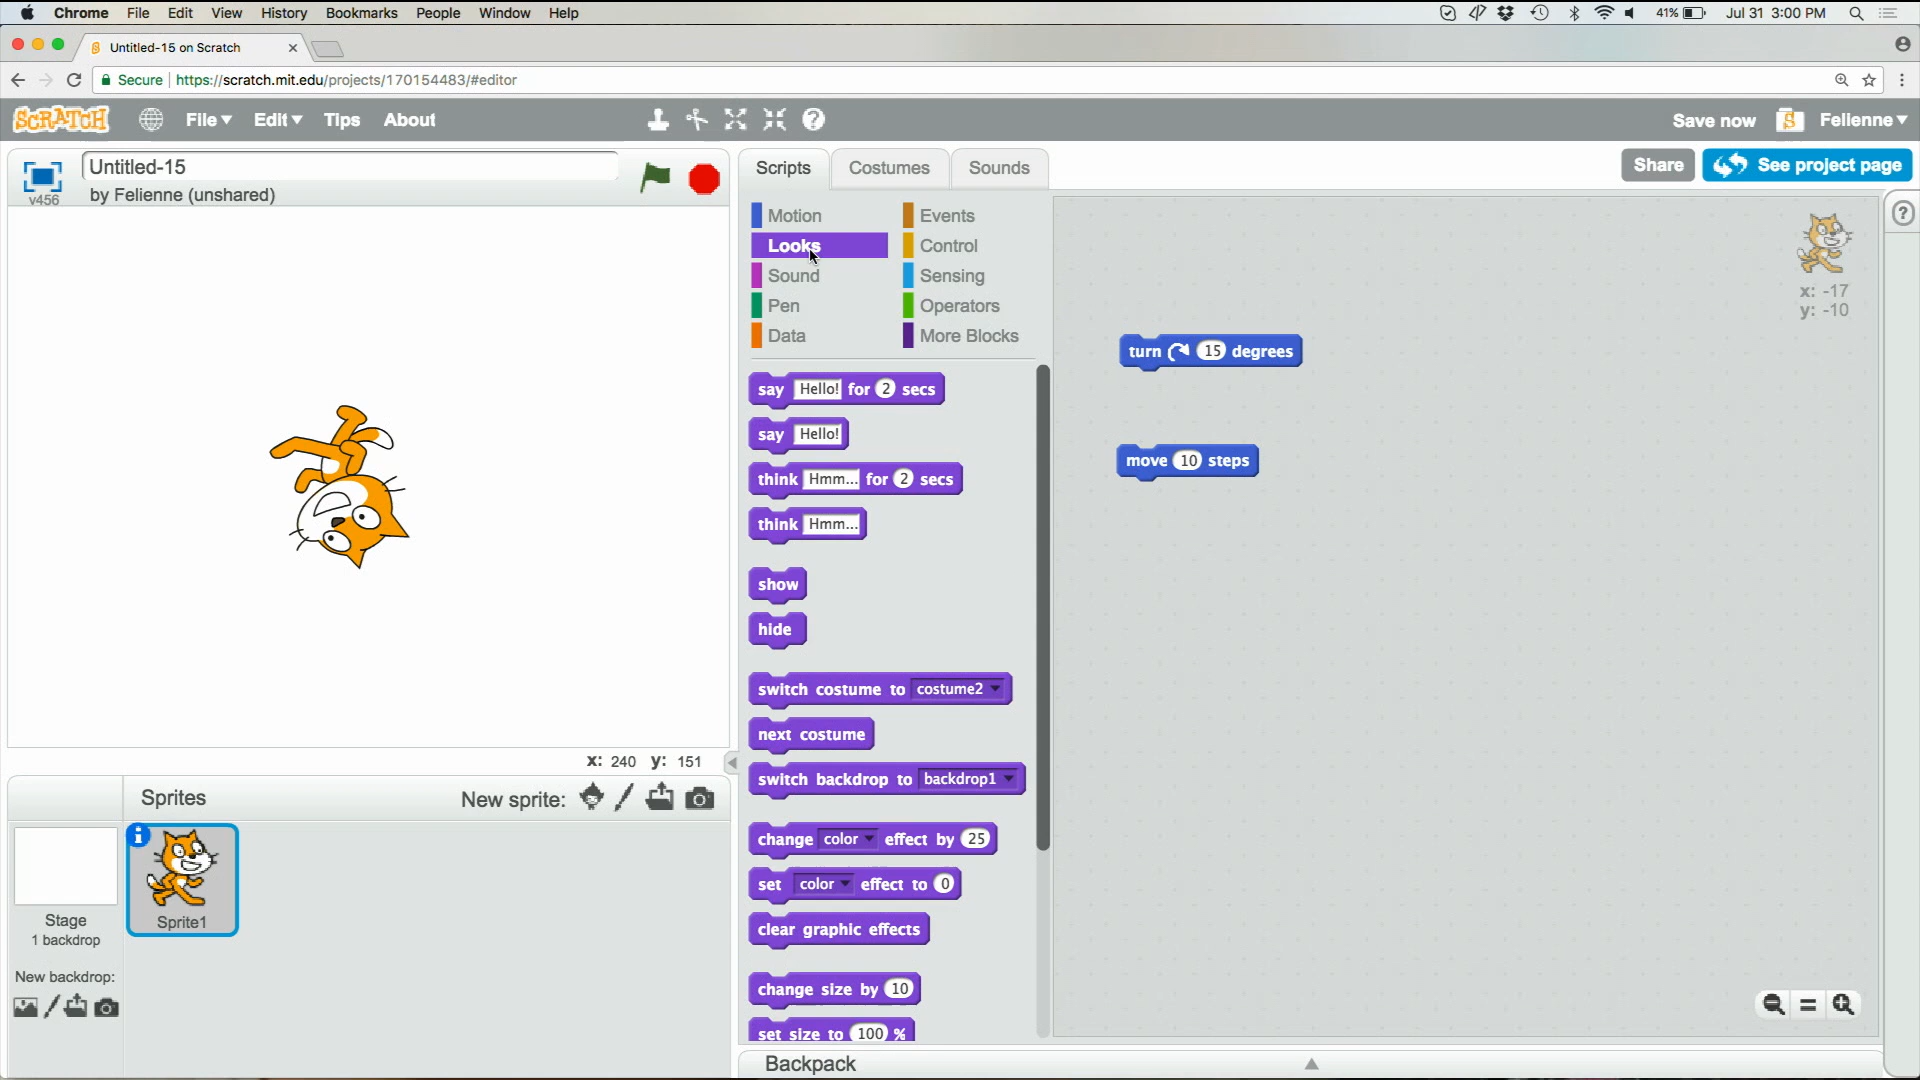 Chrome File Edit View History Bookmarks People Window Help 41% Jul 31 3:00 PM
Untitled-15 on Scratch
Secure https://scratch.mit.edu/projects/170154483/#editor
SCRATCH File Edit Tips About Save now Felienne
v456
Untitled-15
by Felienne (unshared)
Scripts Costumes Sounds Share See project page
Motion Events
Looks Control
Sound Sensing
Pen Operators
Data More Blocks
say Hello! for 2 secs
say Hello!
think Hmm... for 2 secs
think Hmm...
show
hide
switch costume to costume2
next costume
switch backdrop to backdrop1
change color effect by 25
set color effect to 0
clear graphic effects
change size by 10
set size to 100 %
x: -17
y: -10
turn 15 degrees
move 10 steps
x: 240 y: 151
Sprites New sprite:
Stage
1 backdrop
New backdrop:
Sprite1
Backpack